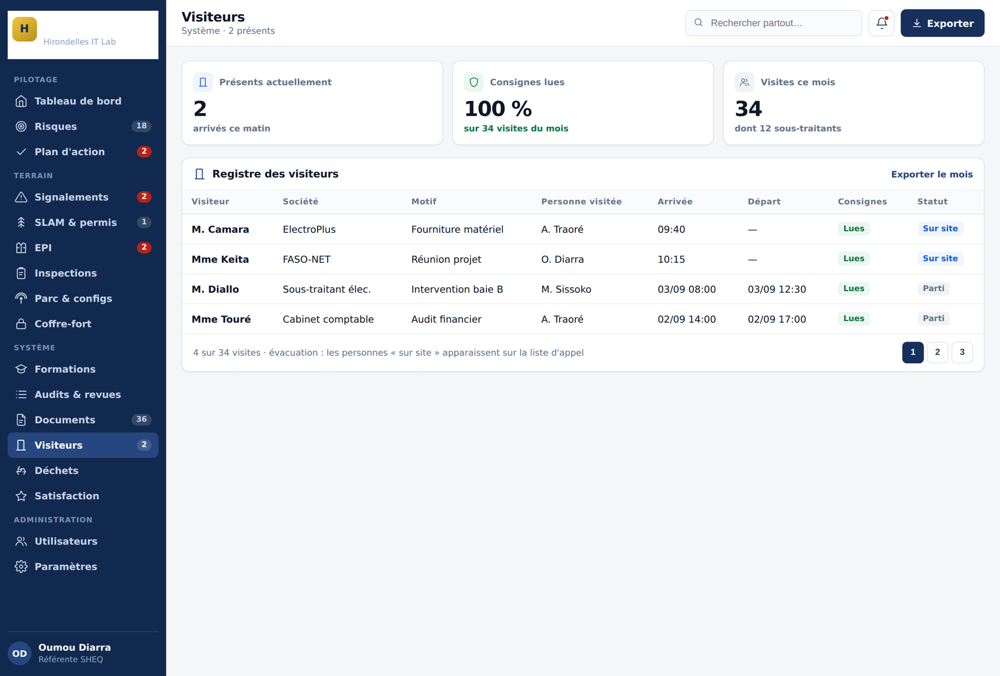 H
Hirondelles IT Lab
PILOTAGE
Tableau de bord
Risques 18
Plan d'action 2
TERRAIN
Signalements 2
SLAM & permis 1
EPI 2
Inspections
Parc & configs
Coffre-fort
SYSTÈME
Formations
Audits & revues
Documents 36
Visiteurs 2
Déchets
Satisfaction
ADMINISTRATION
Utilisateurs
Paramètres
OD
Oumou Diarra
Référente SHEQ
Visiteurs
Système · 2 présents
Rechercher partout…
Exporter
Présents actuellement
2
arrivés ce matin
Consignes lues
100 %
sur 34 visites du mois
Visites ce mois
34
dont 12 sous-traitants
Registre des visiteurs
Exporter le mois
Visiteur Société Motif Personne visitée Arrivée Départ Consignes Statut
M. Camara ElectroPlus Fourniture matériel A. Traoré 09:40 — Lues Sur site
Mme Keita FASO-NET Réunion projet O. Diarra 10:15 — Lues Sur site
M. Diallo Sous-traitant élec. Intervention baie B M. Sissoko 03/09 08:00 03/09 12:30 Lues Parti
Mme Touré Cabinet comptable Audit financier A. Traoré 02/09 14:00 02/09 17:00 Lues Parti
4 sur 34 visites · évacuation : les personnes « sur site » apparaissent sur la liste d'appel
1 2 3